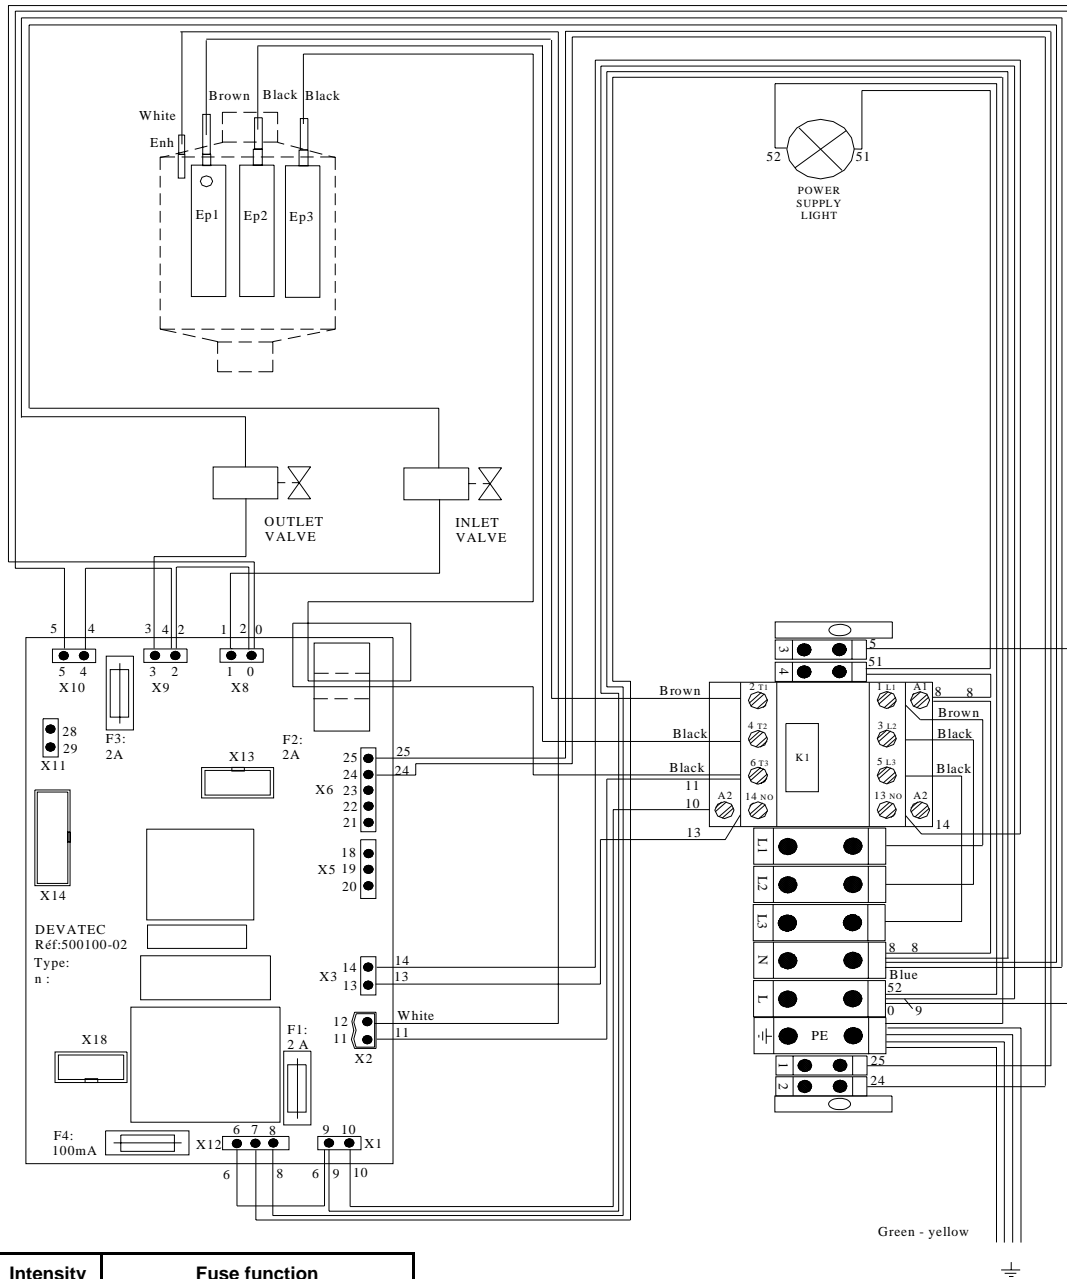 Brown Black Black
White
Enh
Ep1 Ep2 Ep3
52 51
POWER
SUPPLY
LIGHT
OUTLET
VALVE
INLET
VALVE
5 4 3 4 2 1 2 0
5 4 3 2 1 0
X10 X9 X8
28
29
X11
F3:
2A
X13
F2:
2A
25 25
24 24
X6 23
22
21
18
X5 19
20
X14
DEVATEC
Réf:500100-02
Type:
n :
14 14
X3 13 13
12 White
11 11
X2
X18
F1:
2 A
F4:
100mA
X12 6 7 8
9 10 X1
6 8 6 9 10
3 5
4 51
Brown 2 T1 1 L1 A1 8 8
Brown
Black 4 T2 3 L2 Black
K1
Black 6 T3 5 L3 Black
11
10 A2 14 NO 13 NO A2
13 14
L1
L2
L3
8 8
N
Blue
52
L
0 9
PE
1 25
2 24
Green - yellow
Intensity Fuse function